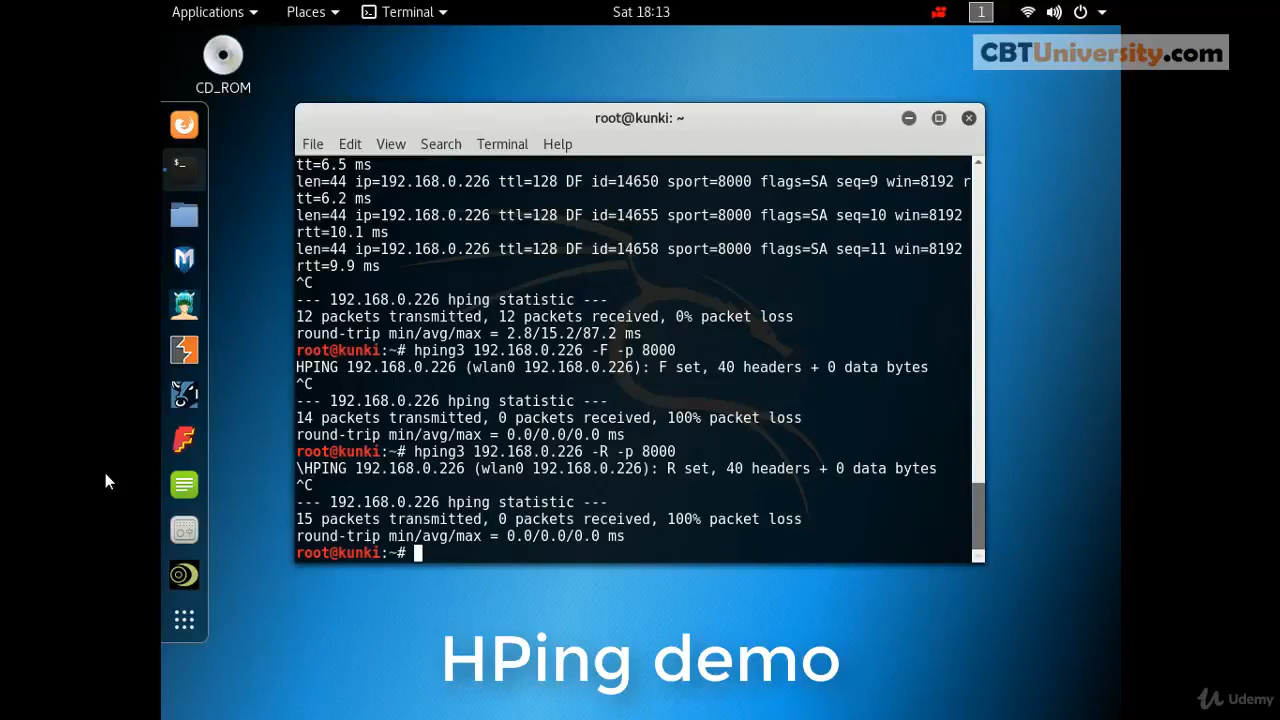 Applications
Places
Terminal
Sat 18:13
1
CBTUniversity.com
CD_ROM
root@kunki: ~
File Edit View Search Terminal Help
tt=6.5 ms
len=44 ip=192.168.0.226 ttl=128 DF id=14650 sport=8000 flags=SA seq=9 win=8192 r
tt=6.2 ms
len=44 ip=192.168.0.226 ttl=128 DF id=14655 sport=8000 flags=SA seq=10 win=8192
rtt=10.1 ms
len=44 ip=192.168.0.226 ttl=128 DF id=14658 sport=8000 flags=SA seq=11 win=8192
rtt=9.9 ms
^C
--- 192.168.0.226 hping statistic ---
12 packets transmitted, 12 packets received, 0% packet loss
round-trip min/avg/max = 2.8/15.2/87.2 ms
root@kunki:~# hping3 192.168.0.226 -F -p 8000
HPING 192.168.0.226 (wlan0 192.168.0.226): F set, 40 headers + 0 data bytes
^C
--- 192.168.0.226 hping statistic ---
14 packets transmitted, 0 packets received, 100% packet loss
round-trip min/avg/max = 0.0/0.0/0.0 ms
root@kunki:~# hping3 192.168.0.226 -R -p 8000
\HPING 192.168.0.226 (wlan0 192.168.0.226): R set, 40 headers + 0 data bytes
^C
--- 192.168.0.226 hping statistic ---
15 packets transmitted, 0 packets received, 100% packet loss
round-trip min/avg/max = 0.0/0.0/0.0 ms
root@kunki:~#
HPing demo
Udemy